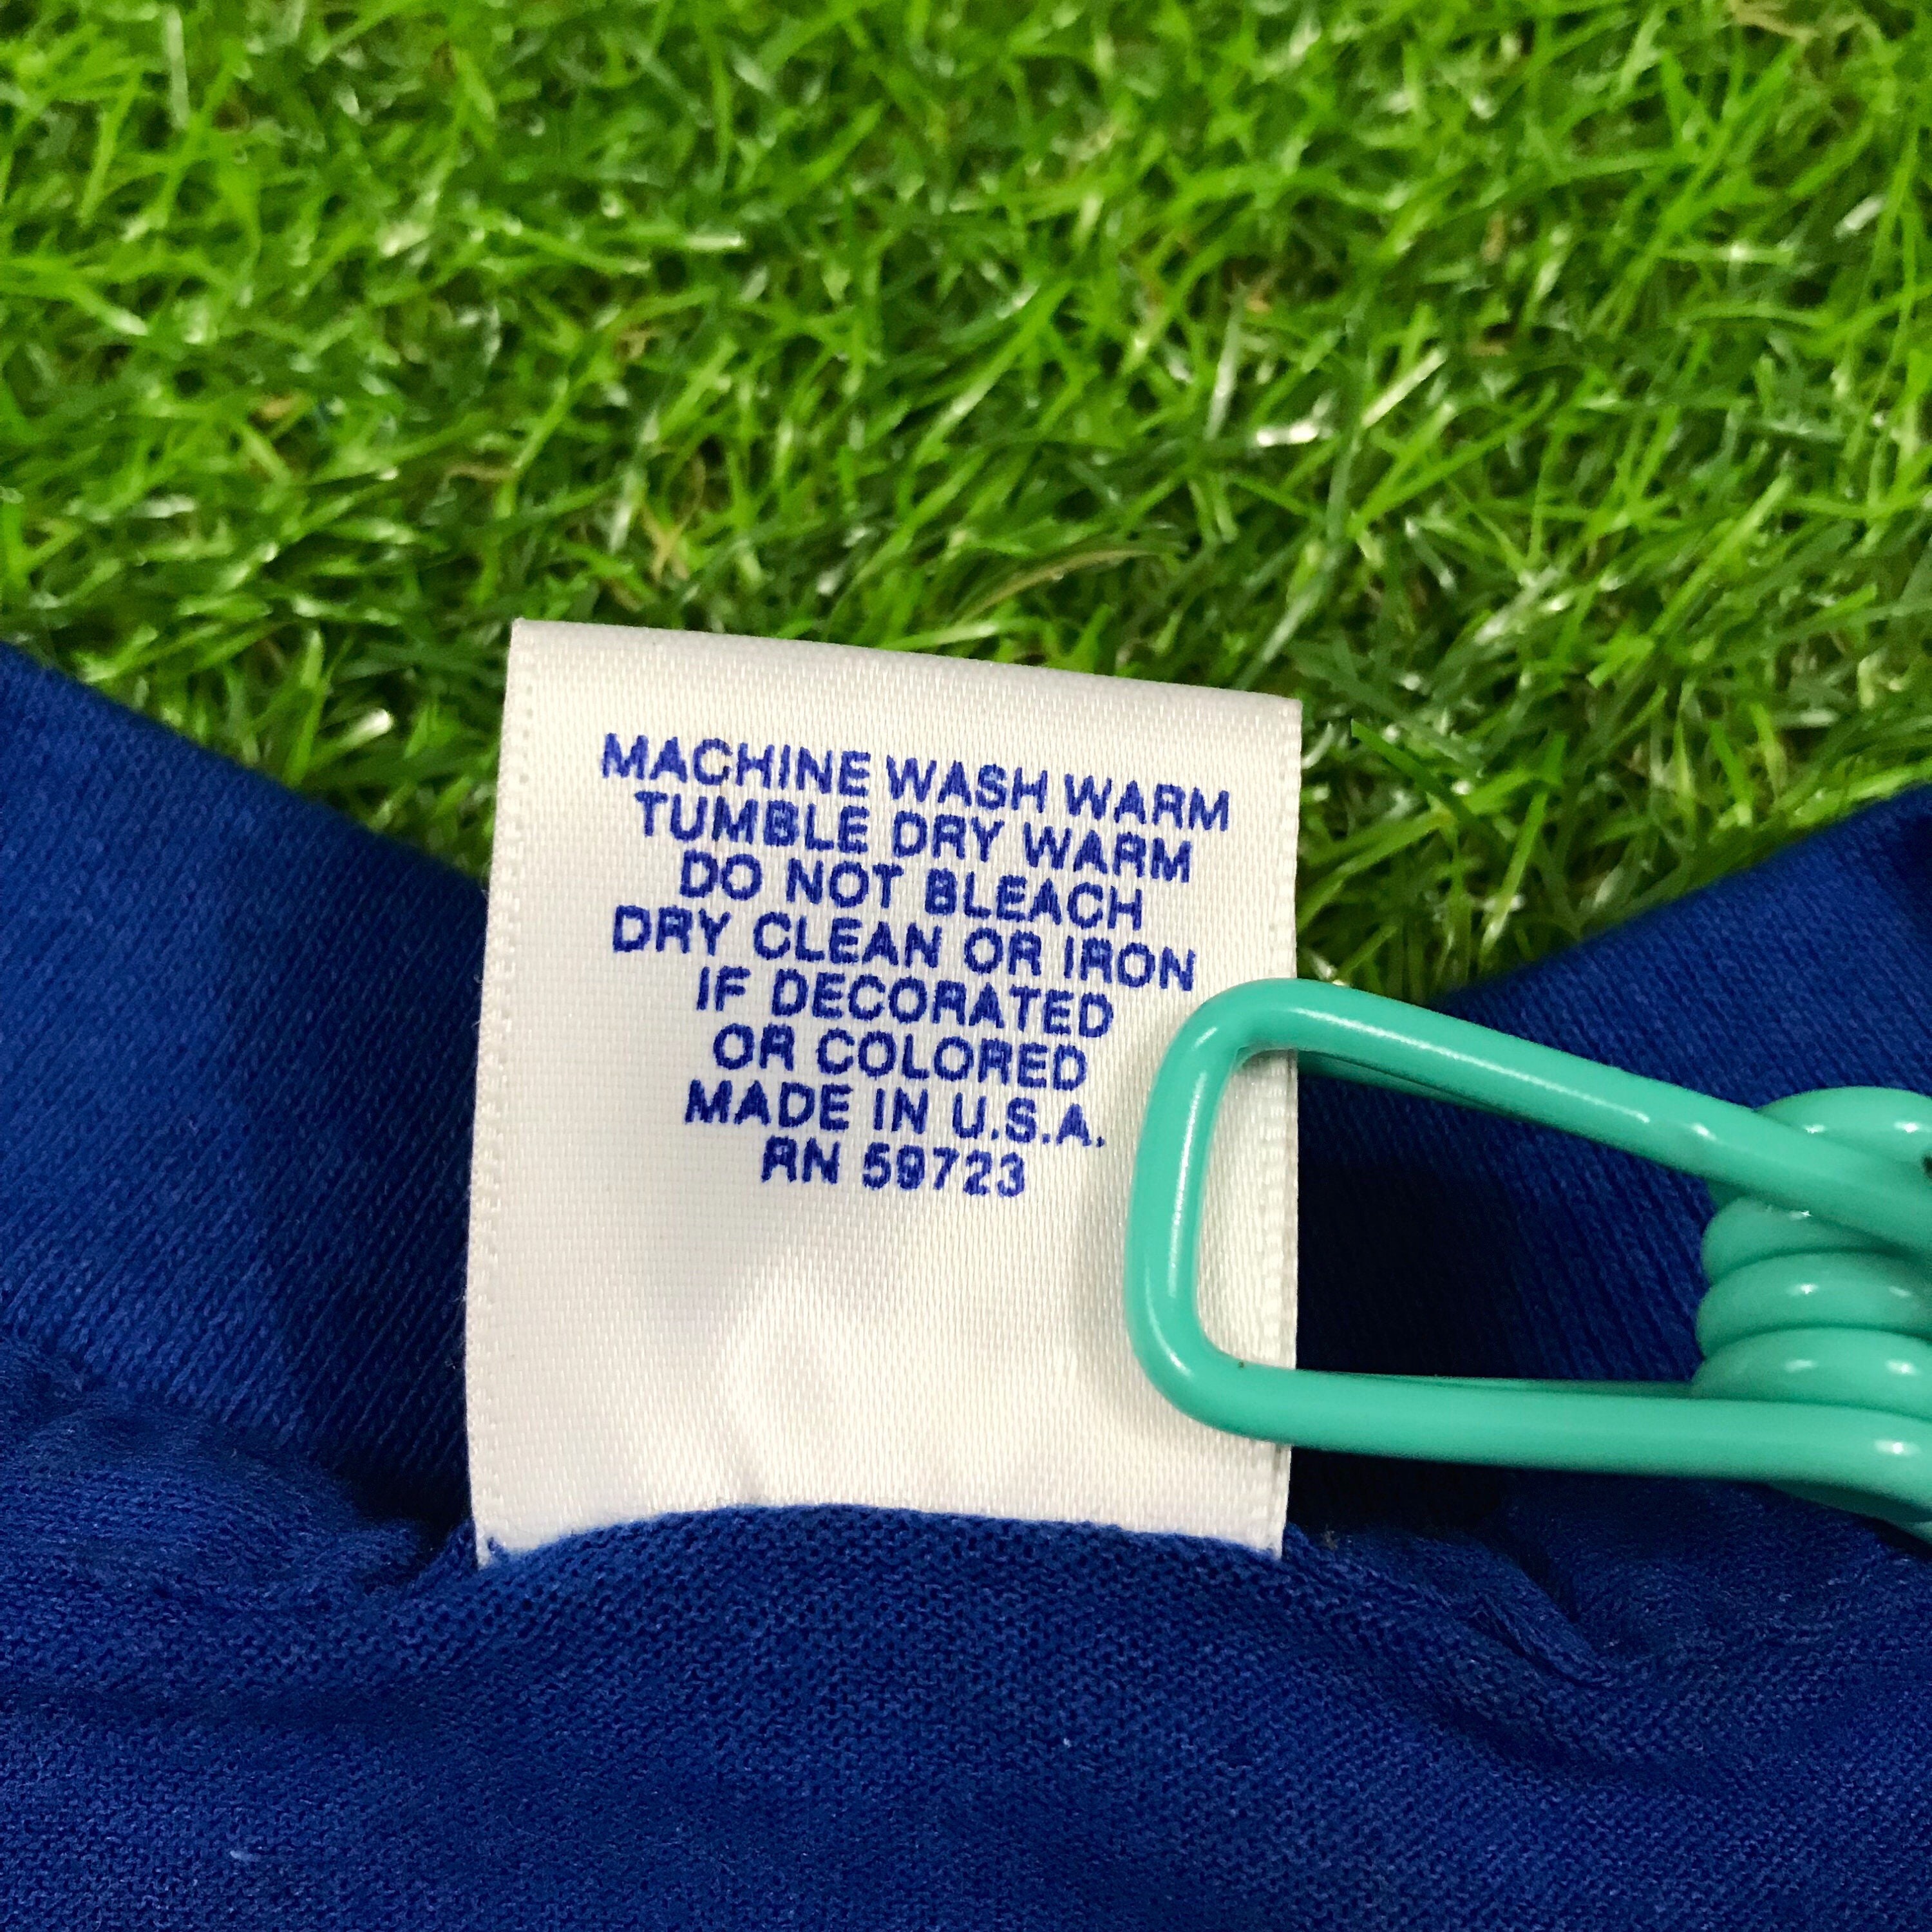 MACHINE WASH WARM
TUMBLE DRY WARM
DO NOT BLEACH
DRY CLEAN OR IRON
IF DECORATED
OR COLORED
MADE IN U.S.A.
RN 59723